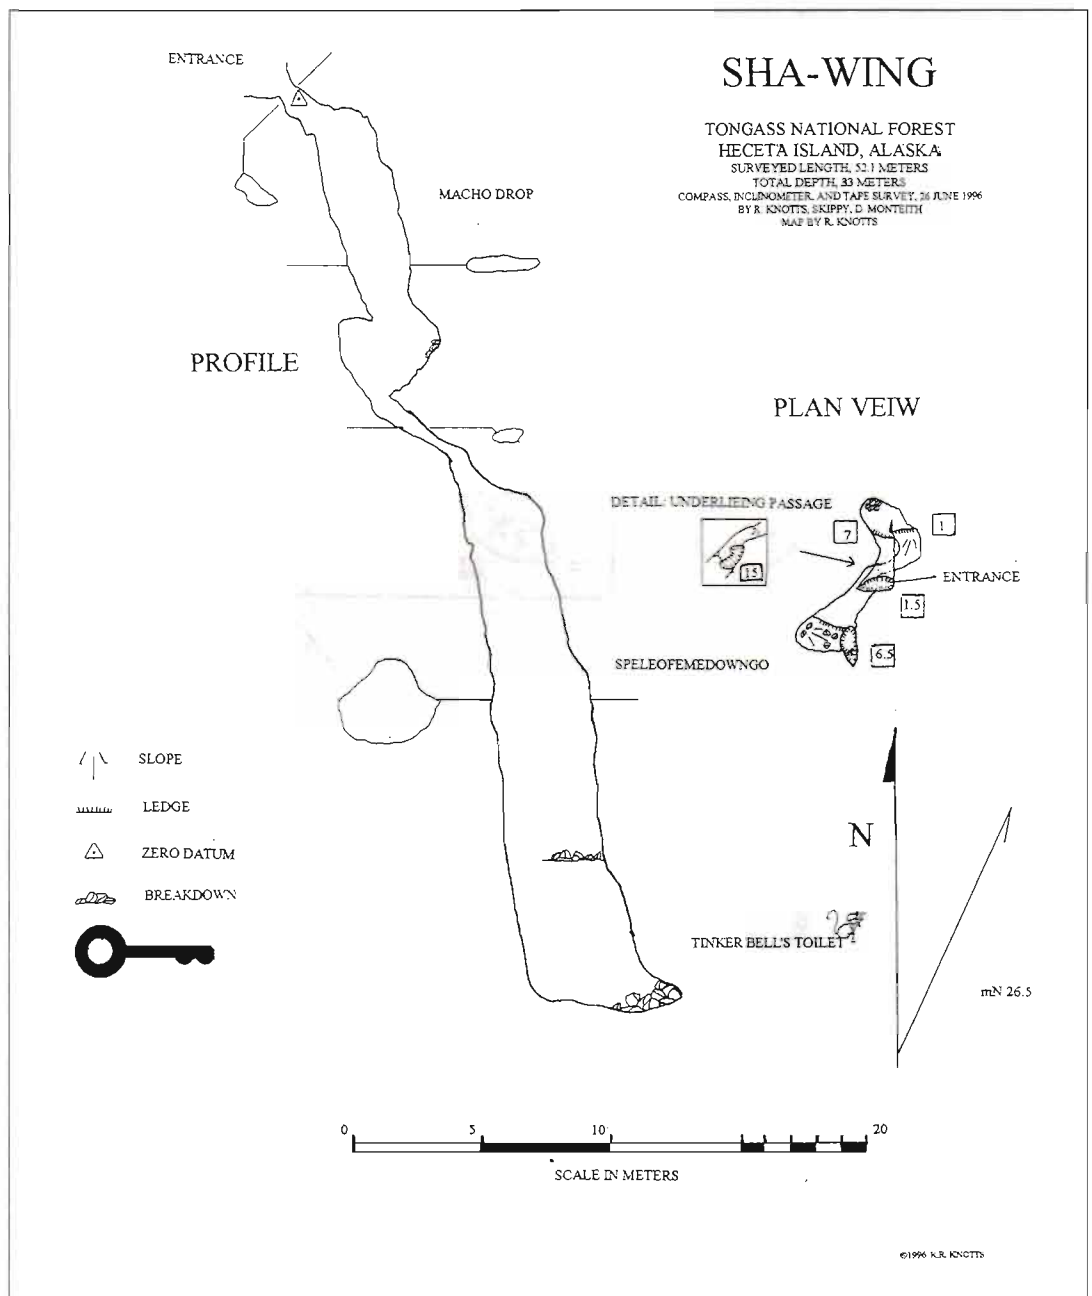 SHA-WING
TONGASS NATIONAL FOREST
HECETA ISLAND, ALASKA
SURVEYED LENGTH, 52.1 METERS
TOTAL DEPTH, 33 METERS
COMPASS, INCLINOMETER, AND TAPE SURVEY, 26 JUNE 1996
BY R. KNOTTS, SKIPPY, D. MONTEITH
MAP BY R. KNOTTS
ENTRANCE
MACHO DROP
PROFILE
PLAN VEIW
DETAIL: UNDERLIEING PASSAGE
7
1
15
ENTRANCE
1.5
6.5
SPELEOFEMEDOWNGO
SLOPE
LEDGE
ZERO DATUM
BREAKDOWN
N
TINKER BELL'S TOILET
mN 26.5
0 5 10 20
SCALE IN METERS
©1996 R.R. KNOTTS